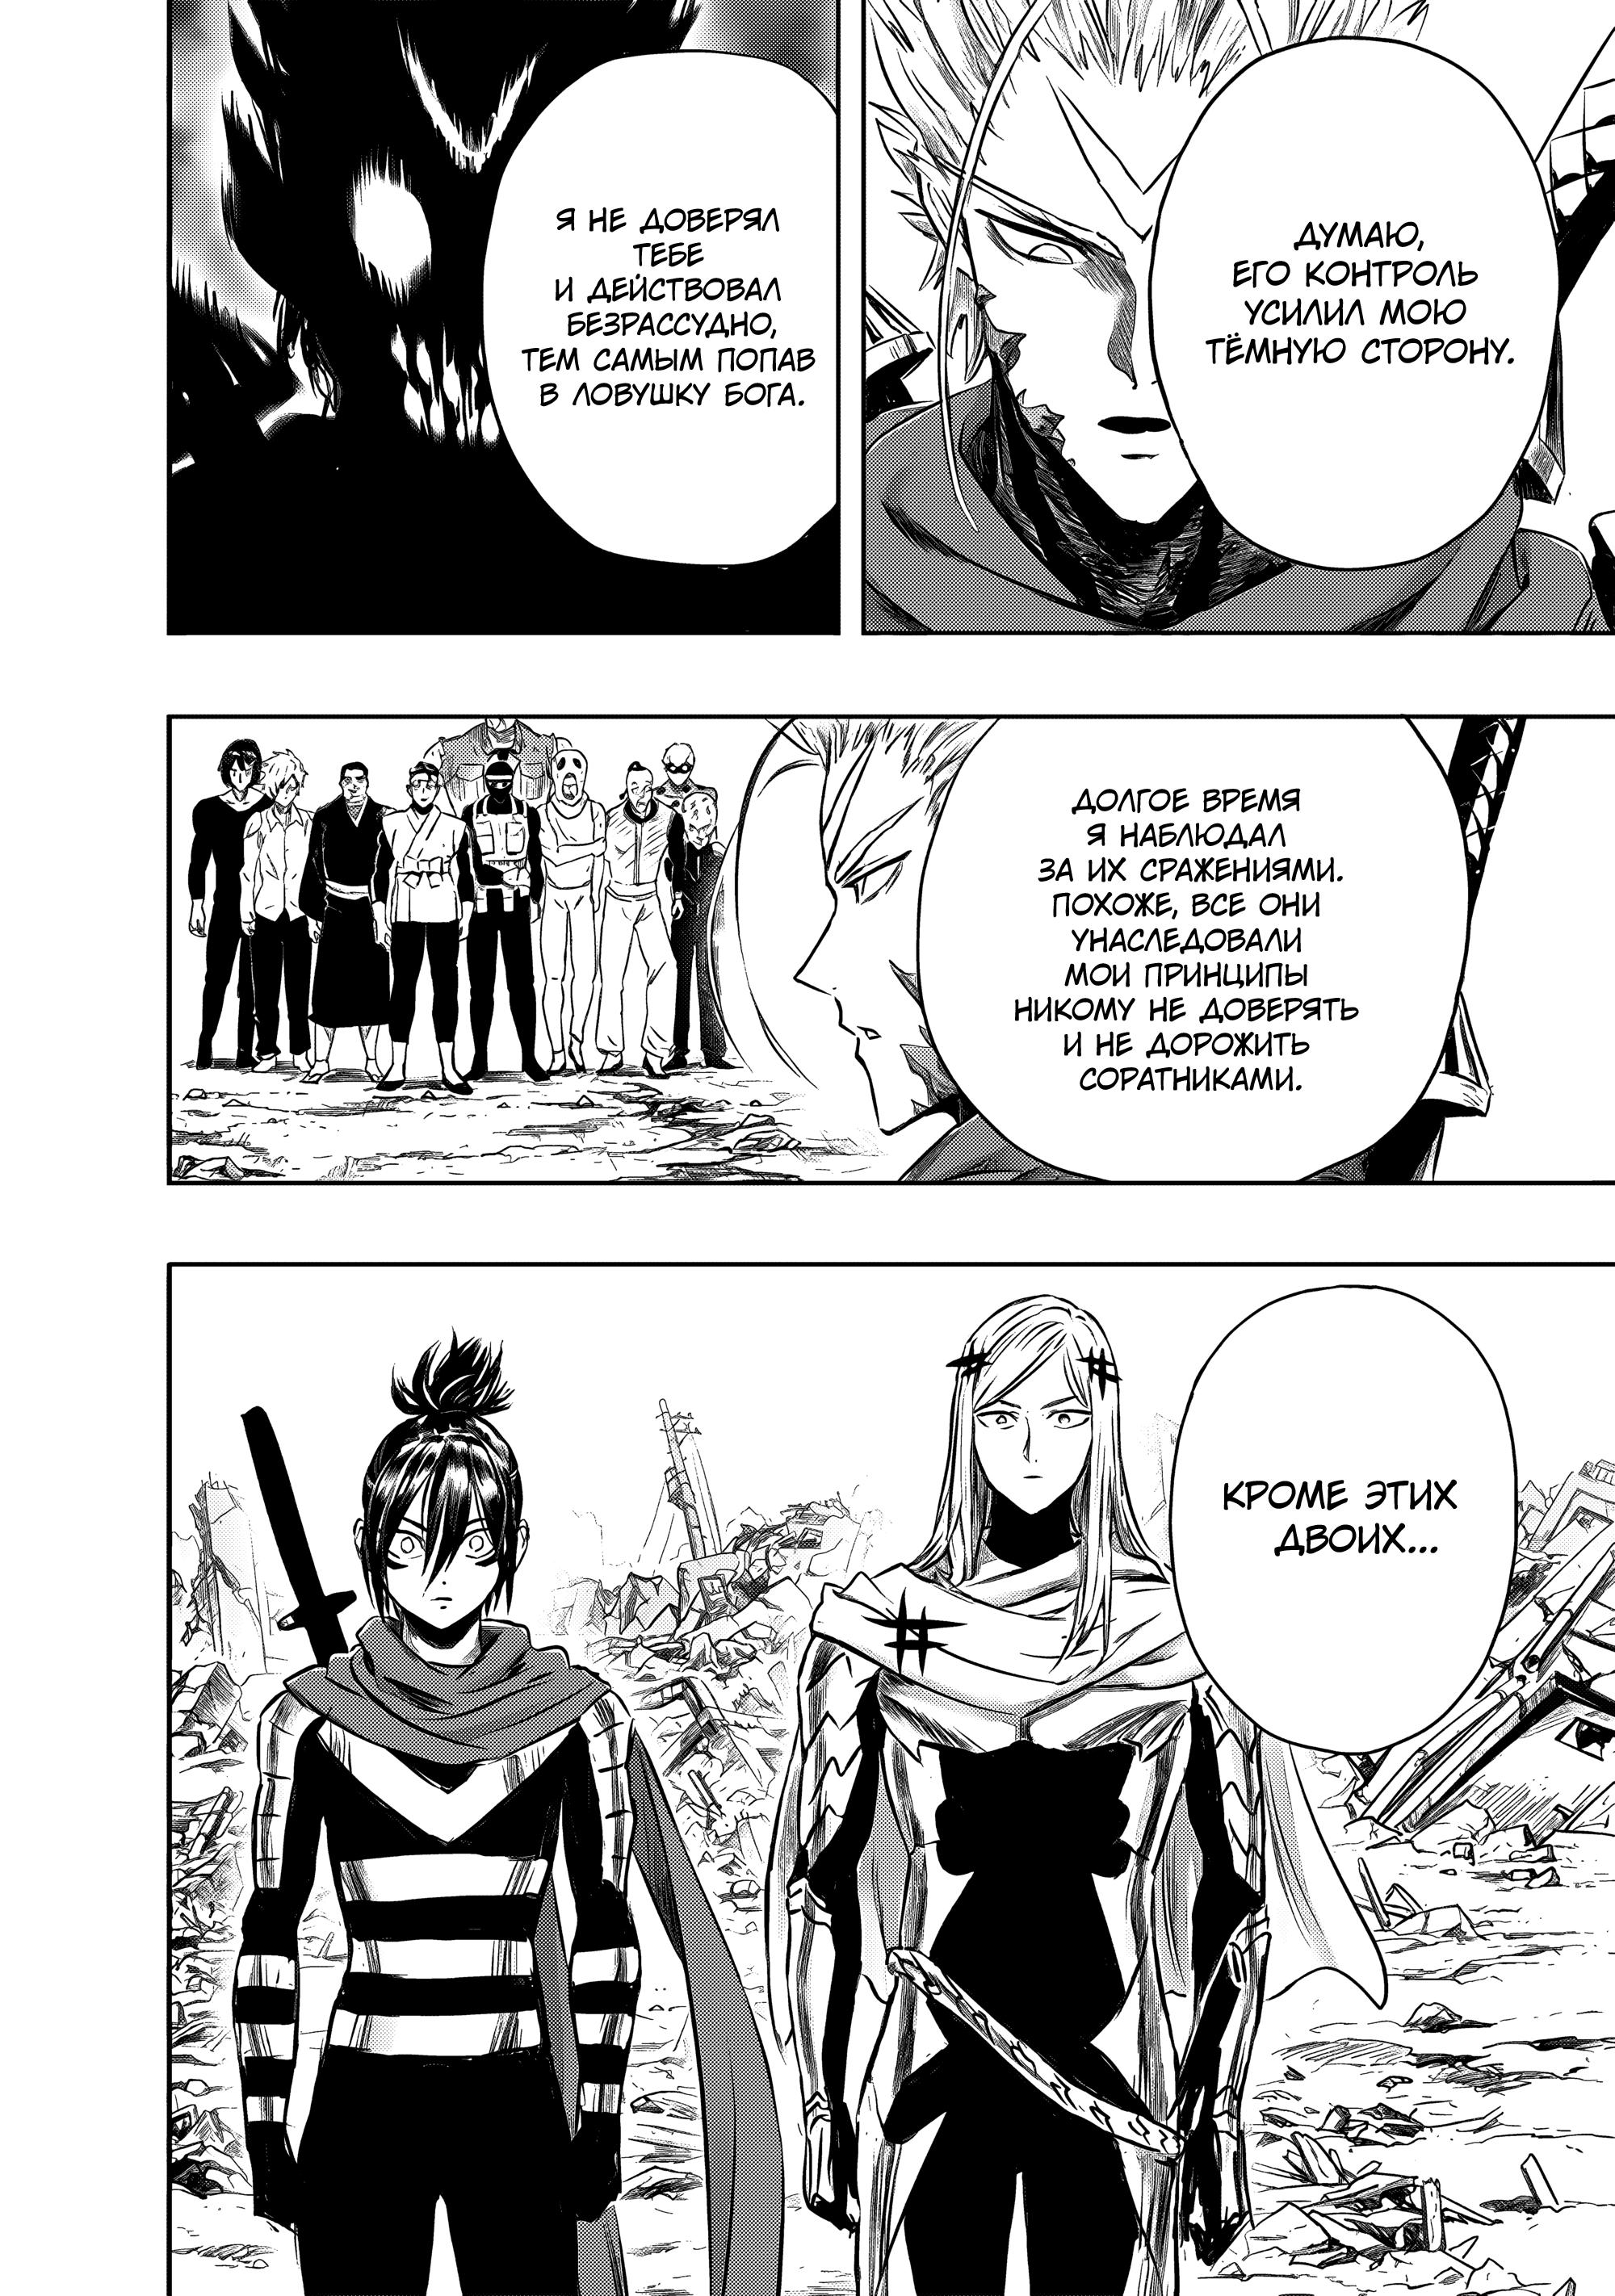 ДУМАЮ,
ЕГО КОНТРОЛЬ
УСИЛИЛ МОЮ
ТЁМНУЮ СТОРОНУ.
Я НЕ ДОВЕРЯЛ
ТЕБЕ
И ДЕЙСТВОВАЛ
БЕЗРАССУДНО,
ТЕМ САМЫМ ПОПАВ
В ЛОВУШКУ БОГА.
ДОЛГОЕ ВРЕМЯ
Я НАБЛЮДАЛ
ЗА ИХ СРАЖЕНИЯМИ.
ПОХОЖЕ, ВСЕ ОНИ
УНАСЛЕДОВАЛИ
МОИ ПРИНЦИПЫ
НИКОМУ НЕ ДОВЕРЯТЬ
И НЕ ДОРОЖИТЬ
СОРАТНИКАМИ.
КРОМЕ ЭТИХ
ДВОИХ...